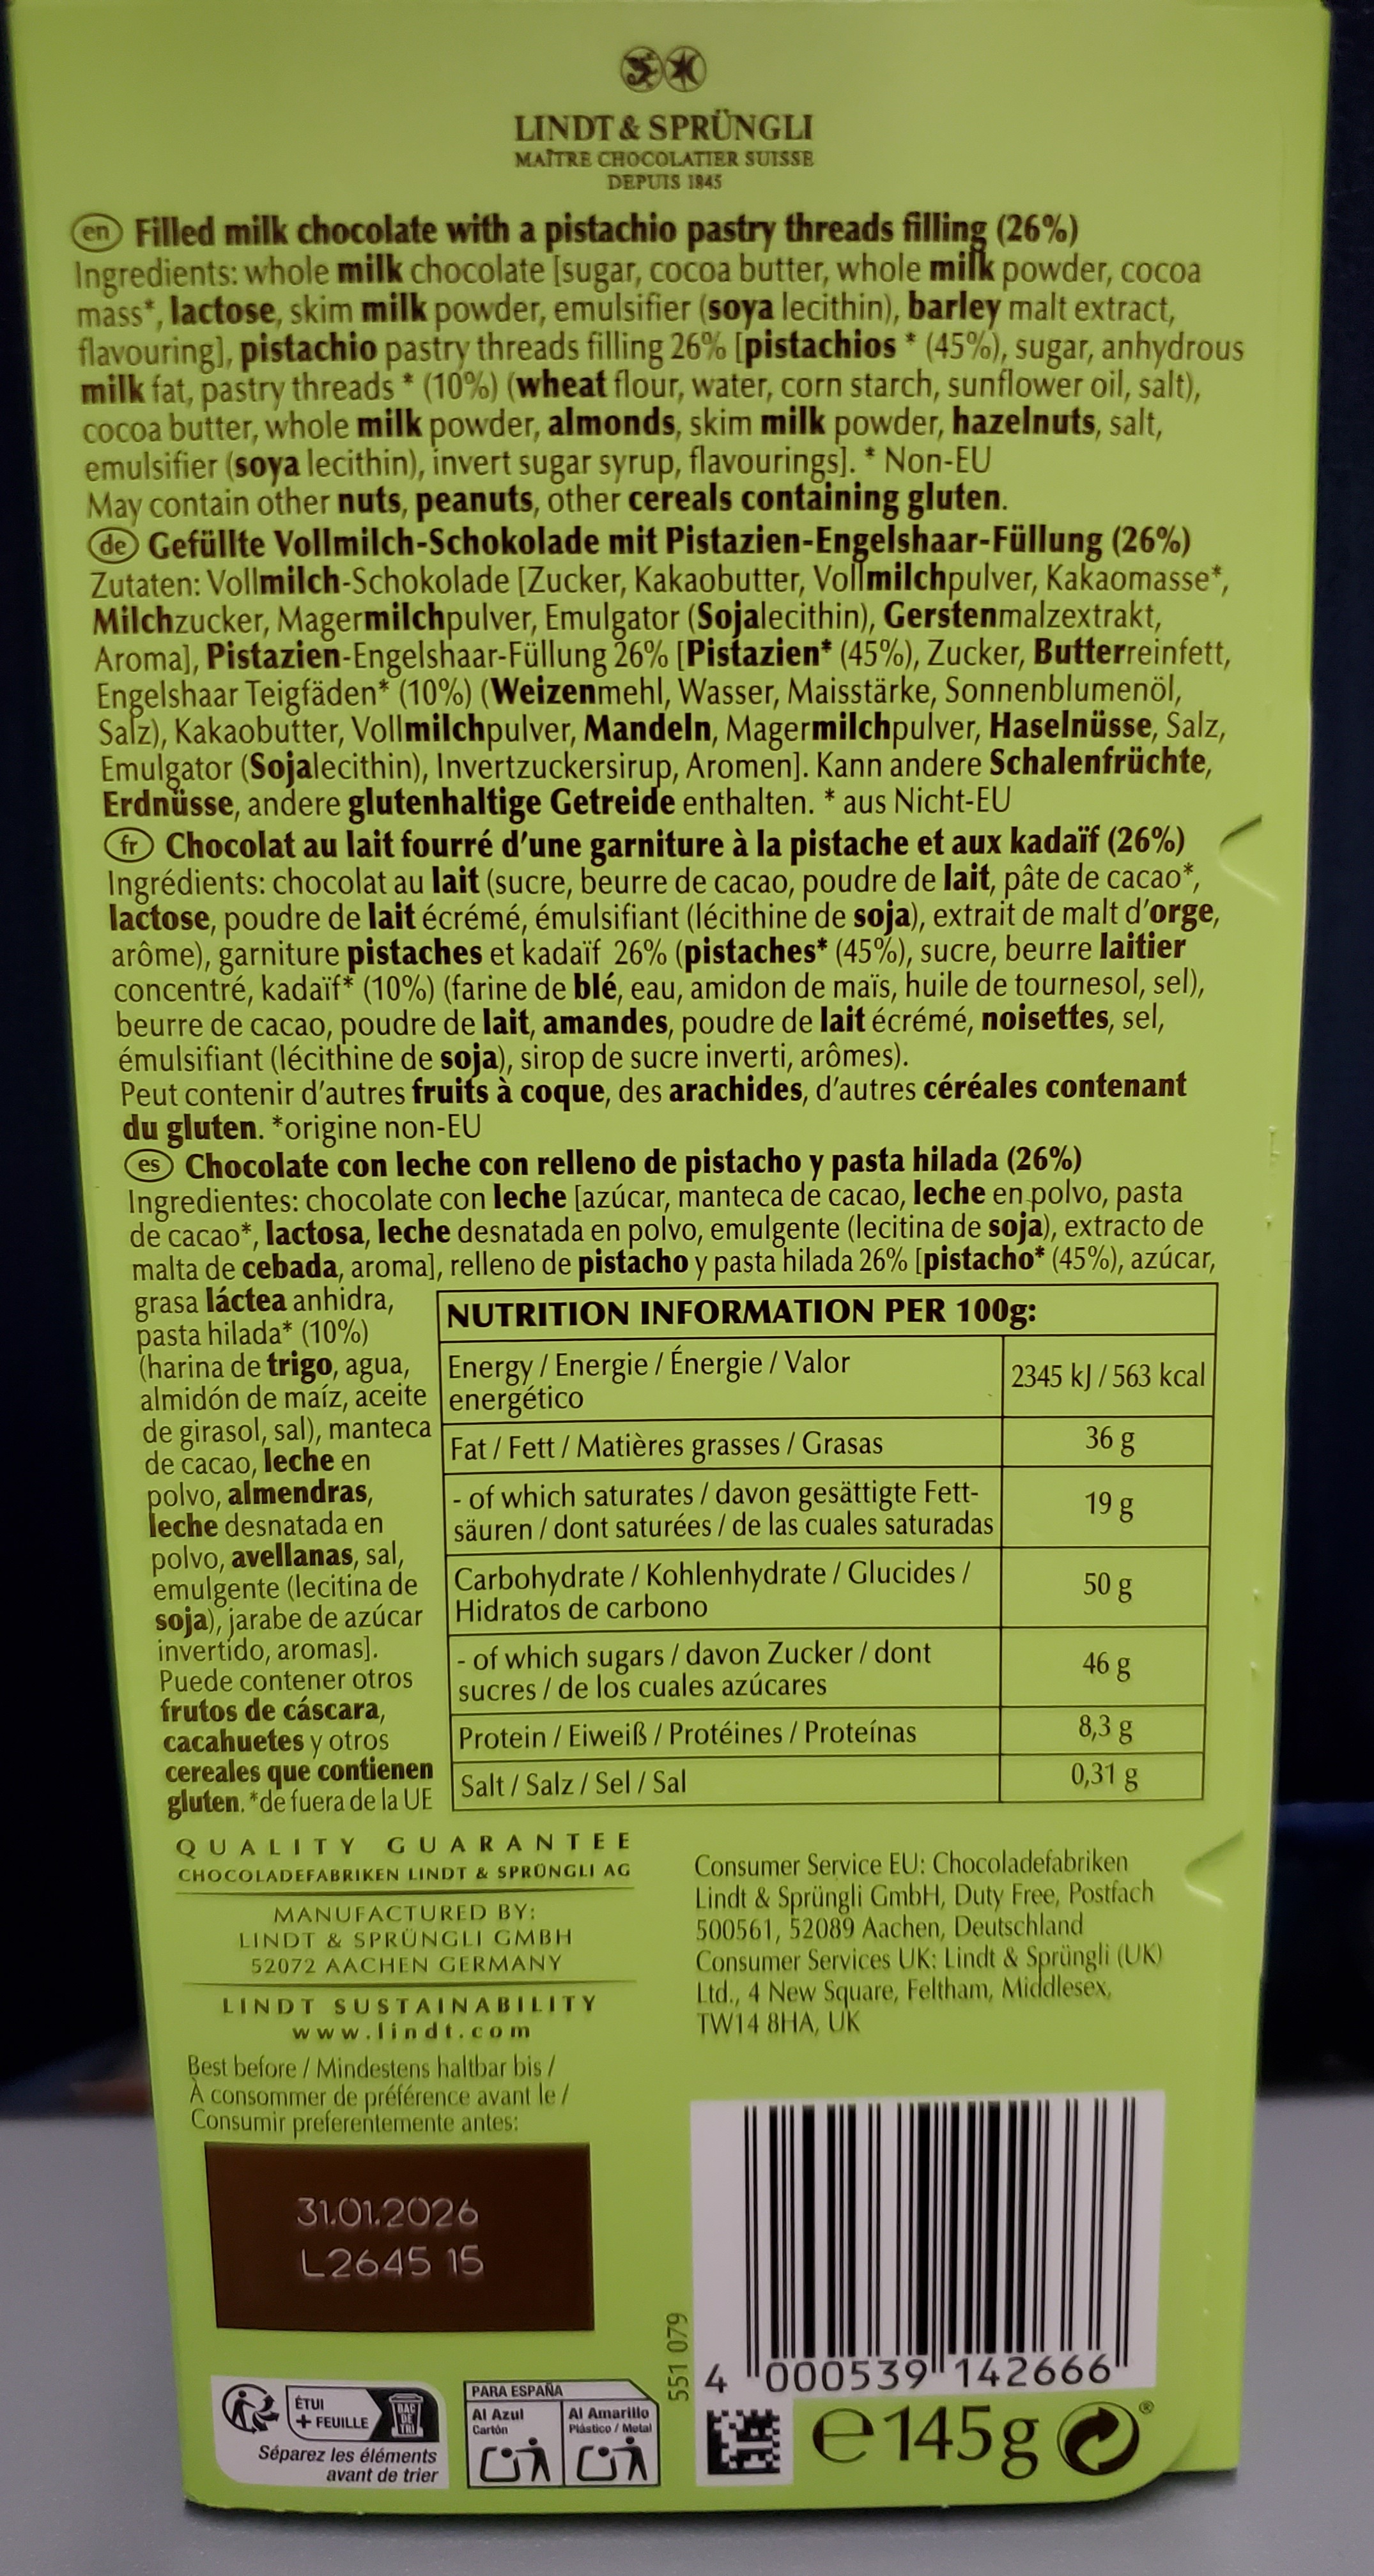 LINDT & SPRÜNGLI
MAÎTRE CHOCOLATIER SUISSE
DEPUIS 1845
en Filled milk chocolate with a pistachio pastry threads filling (26%)
Ingredients: whole milk chocolate [sugar, cocoa butter, whole milk powder, cocoa
mass*, lactose, skim milk powder, emulsifier (soya lecithin), barley malt extract,
flavouring], pistachio pastry threads filling 26% [pistachios * (45%), sugar, anhydrous
milk fat, pastry threads * (10%) (wheat flour, water, corn starch, sunflower oil, salt),
cocoa butter, whole milk powder, almonds, skim milk powder, hazelnuts, salt,
emulsifier (soya lecithin), invert sugar syrup, flavourings]. * Non-EU
May contain other nuts, peanuts, other cereals containing gluten.
de Gefüllte Vollmilch-Schokolade mit Pistazien-Engelshaar-Füllung (26%)
Zutaten: Vollmilch-Schokolade [Zucker, Kakaobutter, Vollmilchpulver, Kakaomasse*,
Milchzucker, Magermilchpulver, Emulgator (Sojalecithin), Gerstenmalzextrakt,
Aroma], Pistazien-Engelshaar-Füllung 26% [Pistazien* (45%), Zucker, Butterreinfett,
Engelshaar Teigfäden* (10%) (Weizenmehl, Wasser, Maisstärke, Sonnenblumenöl,
Salz), Kakaobutter, Vollmilchpulver, Mandeln, Magermilchpulver, Haselnüsse, Salz,
Emulgator (Sojalecithin), Invertzuckersirup, Aromen]. Kann andere Schalenfrüchte,
Erdnüsse, andere glutenhaltige Getreide enthalten. * aus Nicht-EU
fr Chocolat au lait fourré d'une garniture à la pistache et aux kadaïf (26%)
Ingrédients: chocolat au lait (sucre, beurre de cacao, poudre de lait, pâte de cacao*,
lactose, poudre de lait écrémé, émulsifiant (lécithine de soja), extrait de malt d'orge,
arôme), garniture pistaches et kadaïf 26% (pistaches* (45%), sucre, beurre laitier
concentré, kadaïf* (10%) (farine de blé, eau, amidon de maïs, huile de tournesol, sel),
beurre de cacao, poudre de lait, amandes, poudre de lait écrémé, noisettes, sel,
émulsifiant (lécithine de soja), sirop de sucre inverti, arômes).
Peut contenir d'autres fruits à coque, des arachides, d'autres céréales contenant
du gluten. *origine non-EU
es Chocolate con leche con relleno de pistacho y pasta hilada (26%)
Ingredientes: chocolate con leche [azúcar, manteca de cacao, leche en polvo, pasta
de cacao*, lactosa, leche desnatada en polvo, emulgente (lecitina de soja), extracto de
malta de cebada, aroma], relleno de pistacho y pasta hilada 26% [pistacho* (45%), azúcar,
grasa láctea anhidra,
pasta hilada* (10%)
(harina de trigo, agua,
almidón de maíz, aceite
de girasol, sal), manteca
de cacao, leche en
polvo, almendras,
leche desnatada en
polvo, avellanas, sal,
emulgente (lecitina de
soja), jarabe de azúcar
invertido, aromas].
Puede contener otros
frutos de cáscara,
cacahuetes y otros
cereales que contienen
gluten. *de fuera de la UE
NUTRITION INFORMATION PER 100g:
Energy / Energie / Énergie / Valor
energético
2345 kJ / 563 kcal
Fat / Fett / Matières grasses / Grasas
36 g
- of which saturates / davon gesättigte Fett-
säuren / dont saturées / de las cuales saturadas
19 g
Carbohydrate / Kohlenhydrate / Glucides /
Hidratos de carbono
50 g
- of which sugars / davon Zucker / dont
sucres / de los cuales azúcares
46 g
Protein / Eiweiß / Protéines / Proteínas
8,3 g
Salt / Salz / Sel / Sal
0,31 g
QUALITY GUARANTEE
CHOCOLADEFABRIKEN LINDT & SPRÜNGLI AG
MANUFACTURED BY:
LINDT & SPRÜNGLI GMBH
52072 AACHEN GERMANY
LINDT SUSTAINABILITY
www.lindt.com
Consumer Service EU: Chocoladefabriken
Lindt & Sprüngli GmbH, Duty Free, Postfach
500561, 52089 Aachen, Deutschland
Consumer Services UK: Lindt & Sprüngli (UK)
Ltd., 4 New Square, Feltham, Middlesex,
TW14 8HA, UK
Best before / Mindestens haltbar bis /
À consommer de préférence avant le /
Consumir preferentemente antes:
31.01.2026
L2645 15
551 079
4 000539 142666
ÉTUI
+ FEUILLE
BAC
DE
TRI
Séparez les éléments
avant de trier
PARA ESPAÑA
Al Azul
Cartón
Al Amarillo
Plástico / Metal
e145g ®